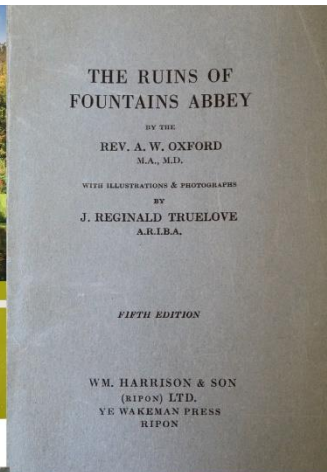 THE RUINS OF
FOUNTAINS ABBEY
BY THE
REV. A. W. OXFORD
M.A., M.D.
WITH ILLUSTRATIONS & PHOTOGRAPHS
BY
J. REGINALD TRUELOVE
A.R.I.B.A.
FIFTH EDITION
WM. HARRISON & SON
(RIPON) LTD.
YE WAKEMAN PRESS
RIPON